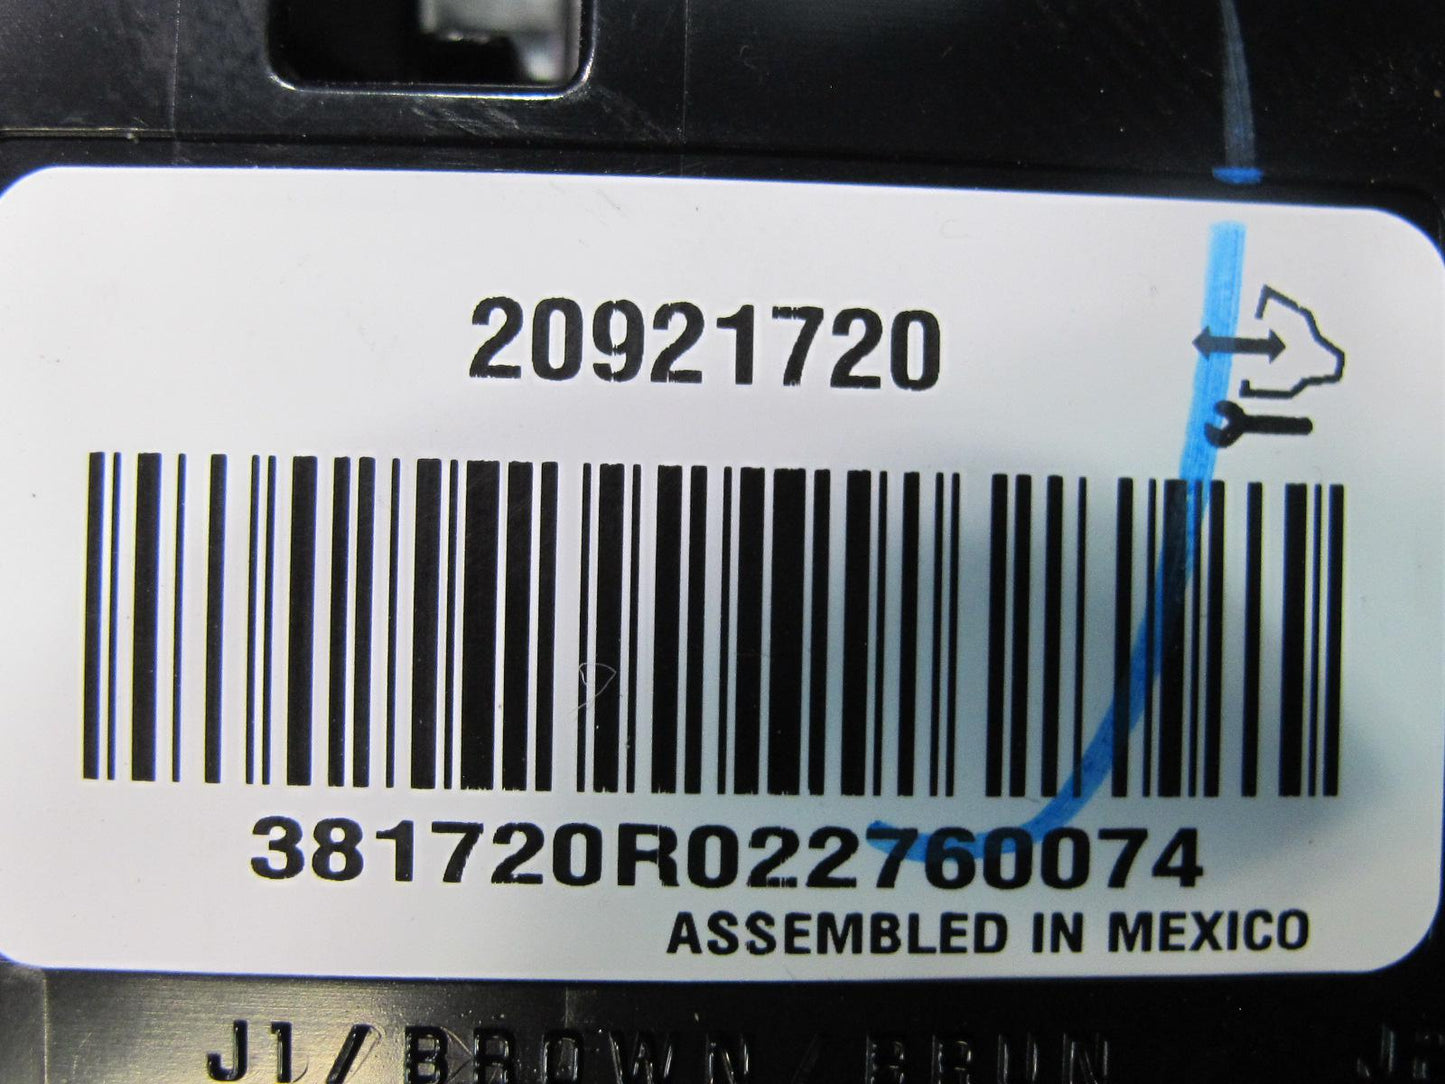 20921720
381720R022760074
ASSEMBLED IN MEXICO
J1/BROWN/BRUN